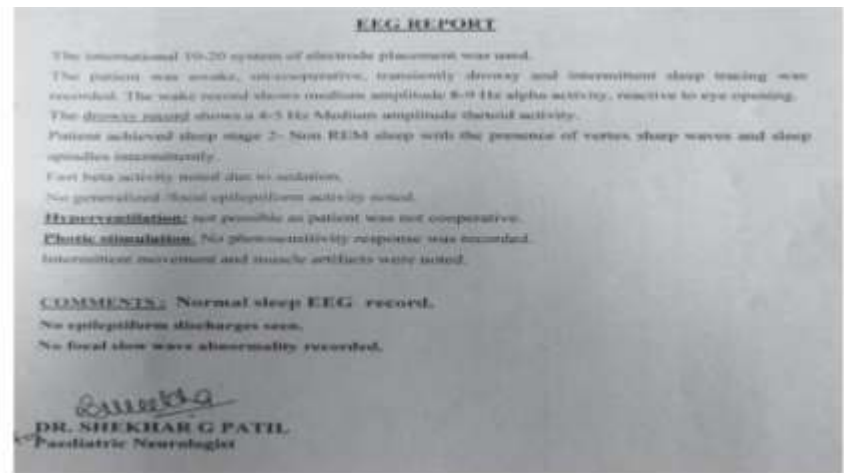 EEG REPORT
The international 10-20 system of electrode placement was used.
The patient was awake, un-cooperative, transiently drowsy and intermittent sleep tracing was
recorded. The wake record shows medium amplitude 8-9 Hz alpha activity, reactive to eye opening.
The drowsy record shows a 4-5 Hz Medium amplitude thetoid activity.
Patient achieved sleep stage 2- Non REM sleep with the presence of vertex sharp waves and sleep
spindles intermittently.
Fast beta activity noted due to sedation.
No generalized /focal epileptiform activity noted.
Hyperventilation: not possible as patient was not cooperative.
Photic stimulation: No photosensitivity response was recorded.
Intermittent movement and muscle artifacts were noted.
COMMENTS: Normal sleep EEG record.
No epileptiform discharges seen.
No focal slow wave abnormality recorded.
DR. SHEKHAR G PATIL
Paediatric Neurologist